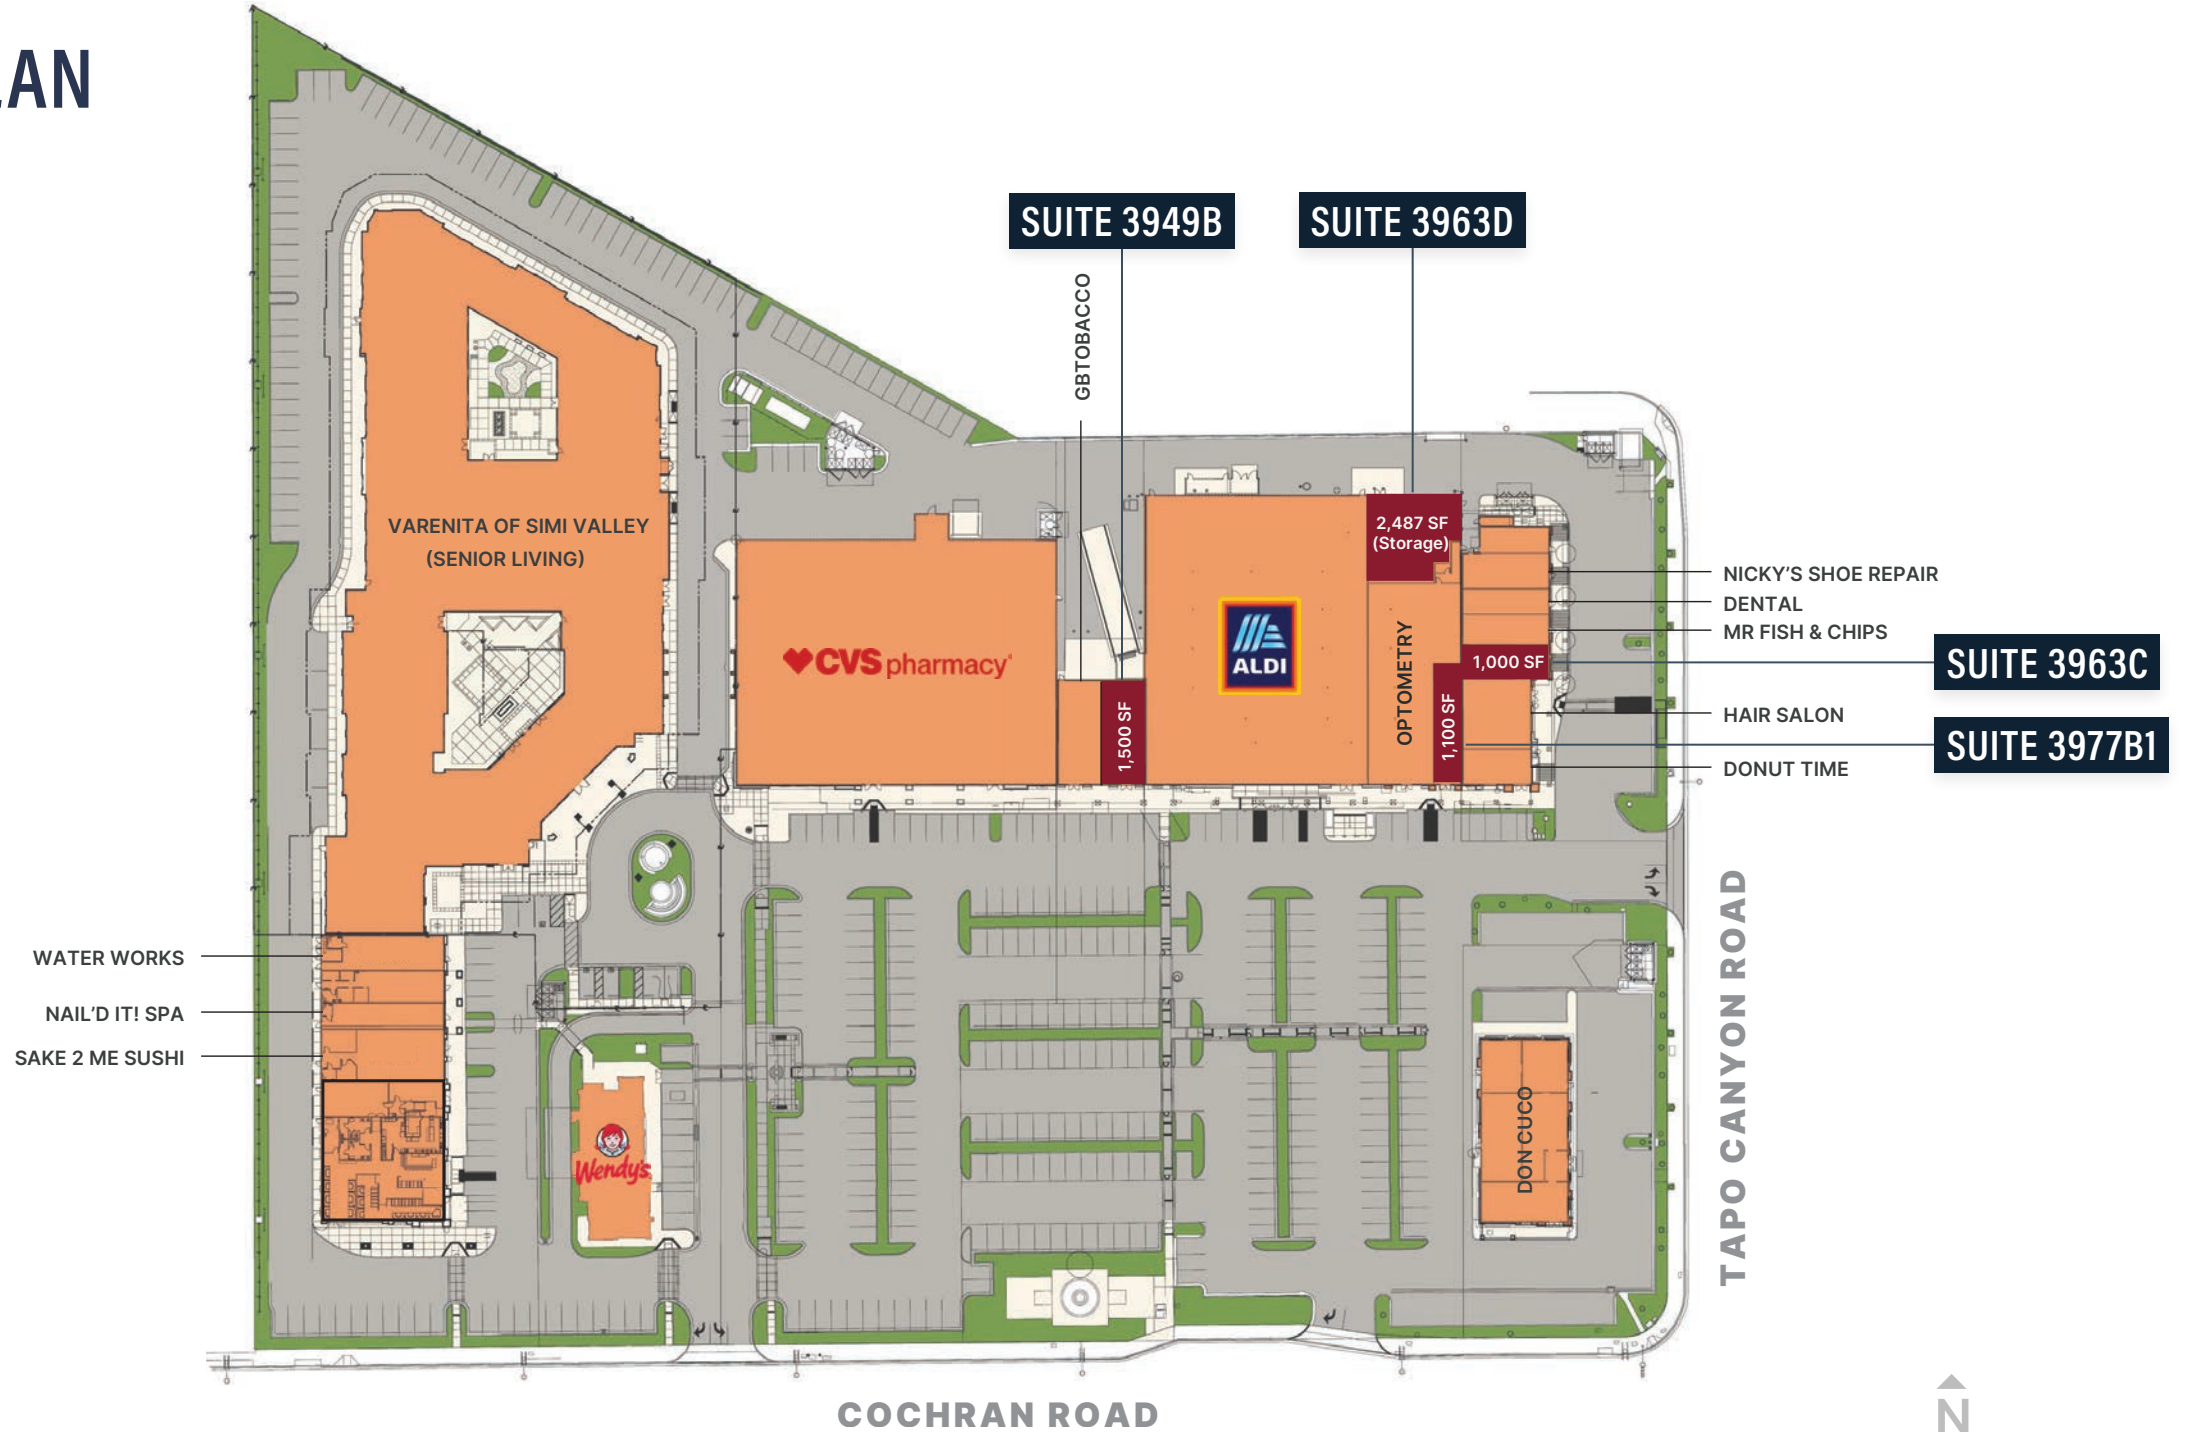 LAN
SUITE 3949B
SUITE 3963D
GBTOBACCO
VARENITA OF SIMI VALLEY
(SENIOR LIVING)
2,487 SF
(Storage)
CVS pharmacy
ALDI
OPTOMETRY
1,500 SF
1,100 SF
1,000 SF
NICKY'S SHOE REPAIR
DENTAL
MR FISH & CHIPS
SUITE 3963C
HAIR SALON
SUITE 3977B1
DONUT TIME
WATER WORKS
NAIL'D IT! SPA
SAKE 2 ME SUSHI
Wendy's
DON CUCO
TAPO CANYON ROAD
COCHRAN ROAD
N